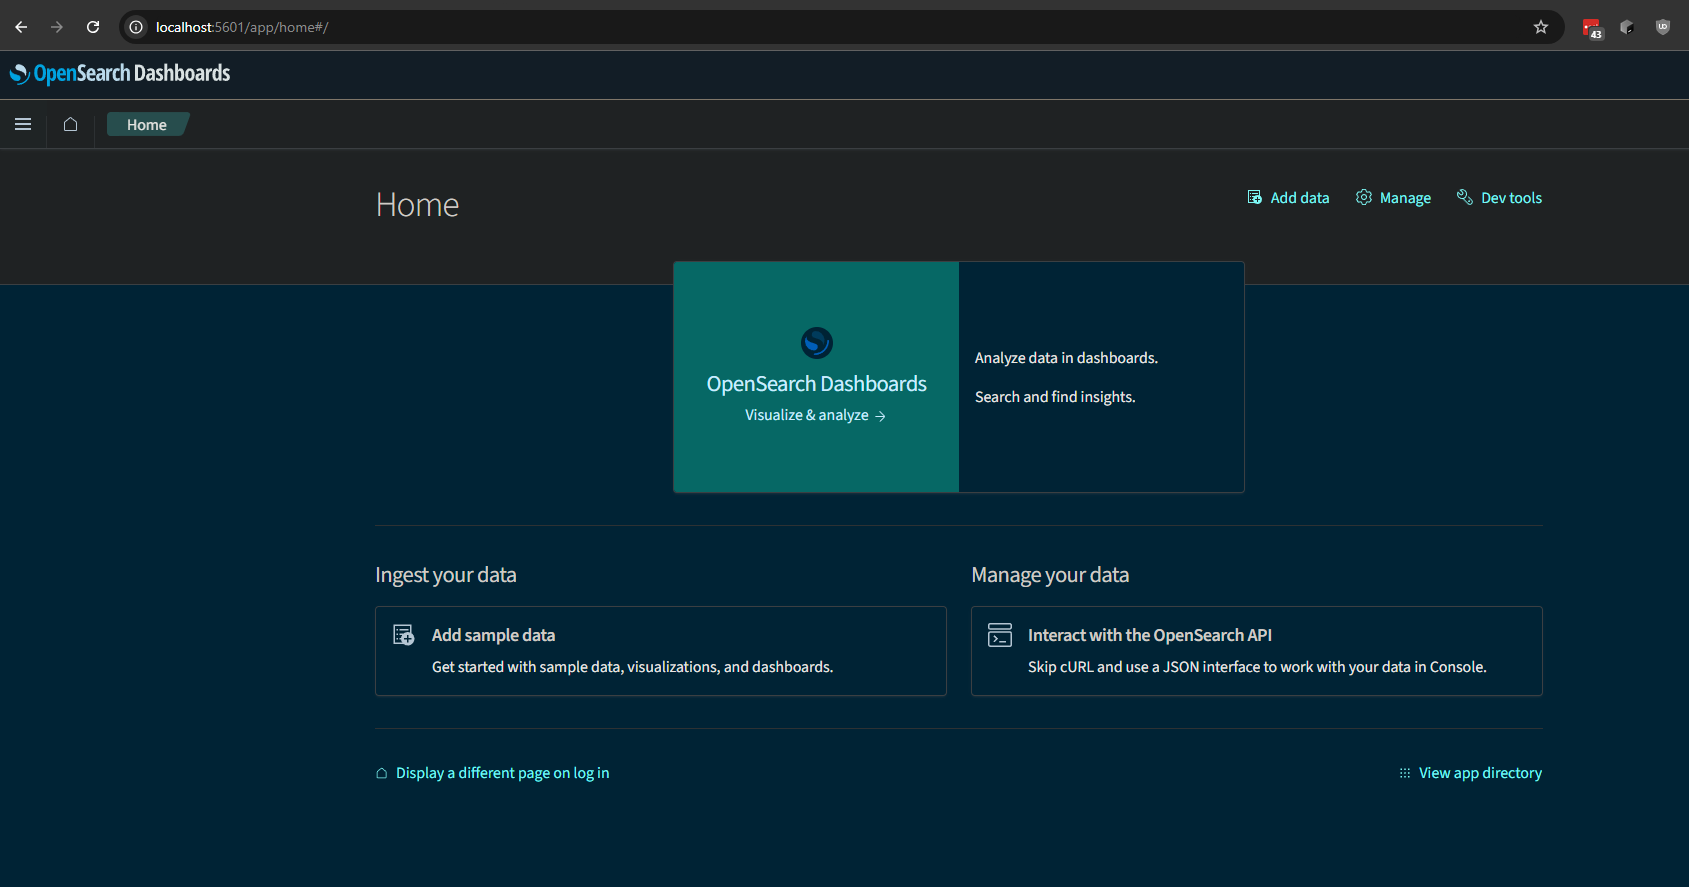 localhost:5601/app/home#/
43
OpenSearch Dashboards
Home
Home
Add data
Manage
Dev tools
OpenSearch Dashboards
Visualize & analyze →
Analyze data in dashboards.
Search and find insights.
Ingest your data
Manage your data
Add sample data
Get started with sample data, visualizations, and dashboards.
Interact with the OpenSearch API
Skip cURL and use a JSON interface to work with your data in Console.
Display a different page on log in
View app directory